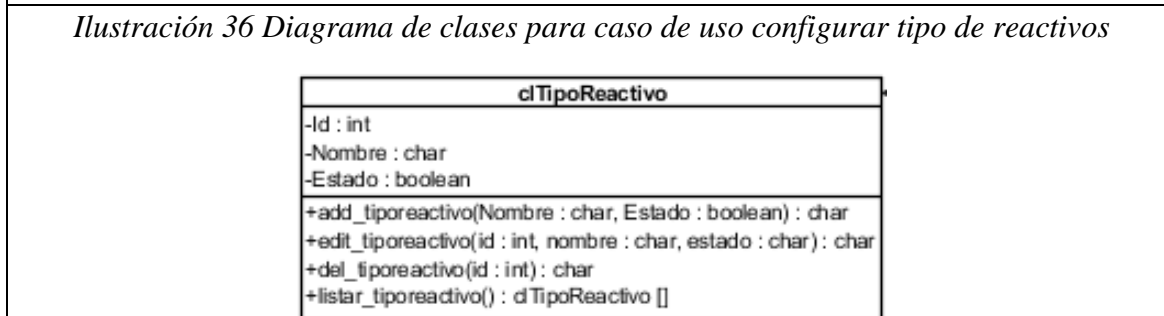 Ilustración 36 Diagrama de clases para caso de uso configurar tipo de reactivos
clTipoReactivo
-Id : int
-Nombre : char
-Estado : boolean
+add_tiporeactivo(Nombre : char, Estado : boolean) : char
+edit_tiporeactivo(id : int, nombre : char, estado : char) : char
+del_tiporeactivo(id : int) : char
+listar_tiporeactivo() : clTipoReactivo []